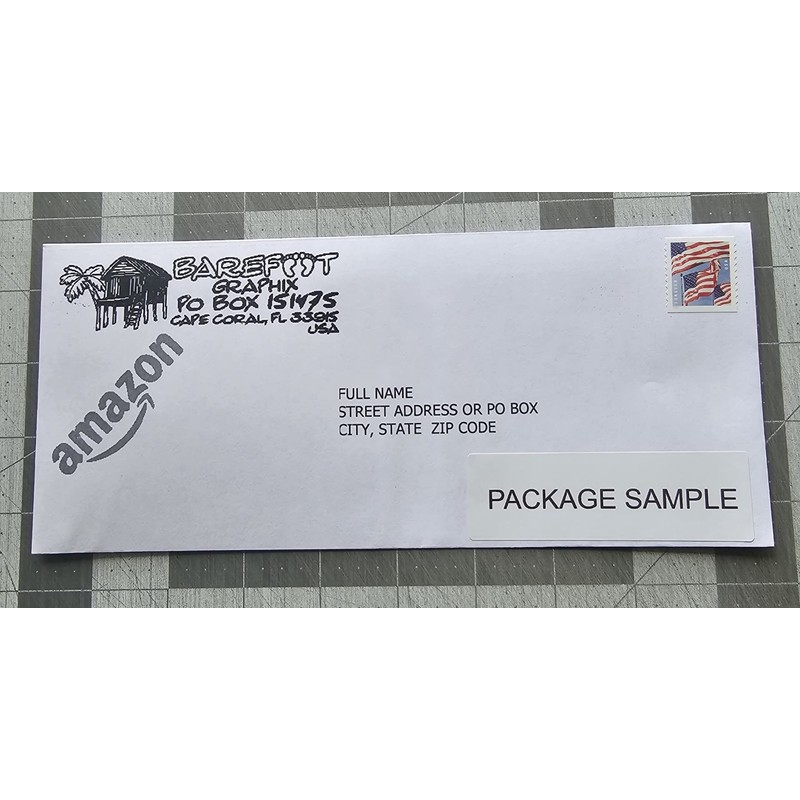 BAREFOOT
GRAPHIX
PO BOX 151475
CAPE CORAL, FL 33915
USA
amazon
FULL NAME
STREET ADDRESS OR PO BOX
CITY, STATE  ZIP CODE
PACKAGE SAMPLE